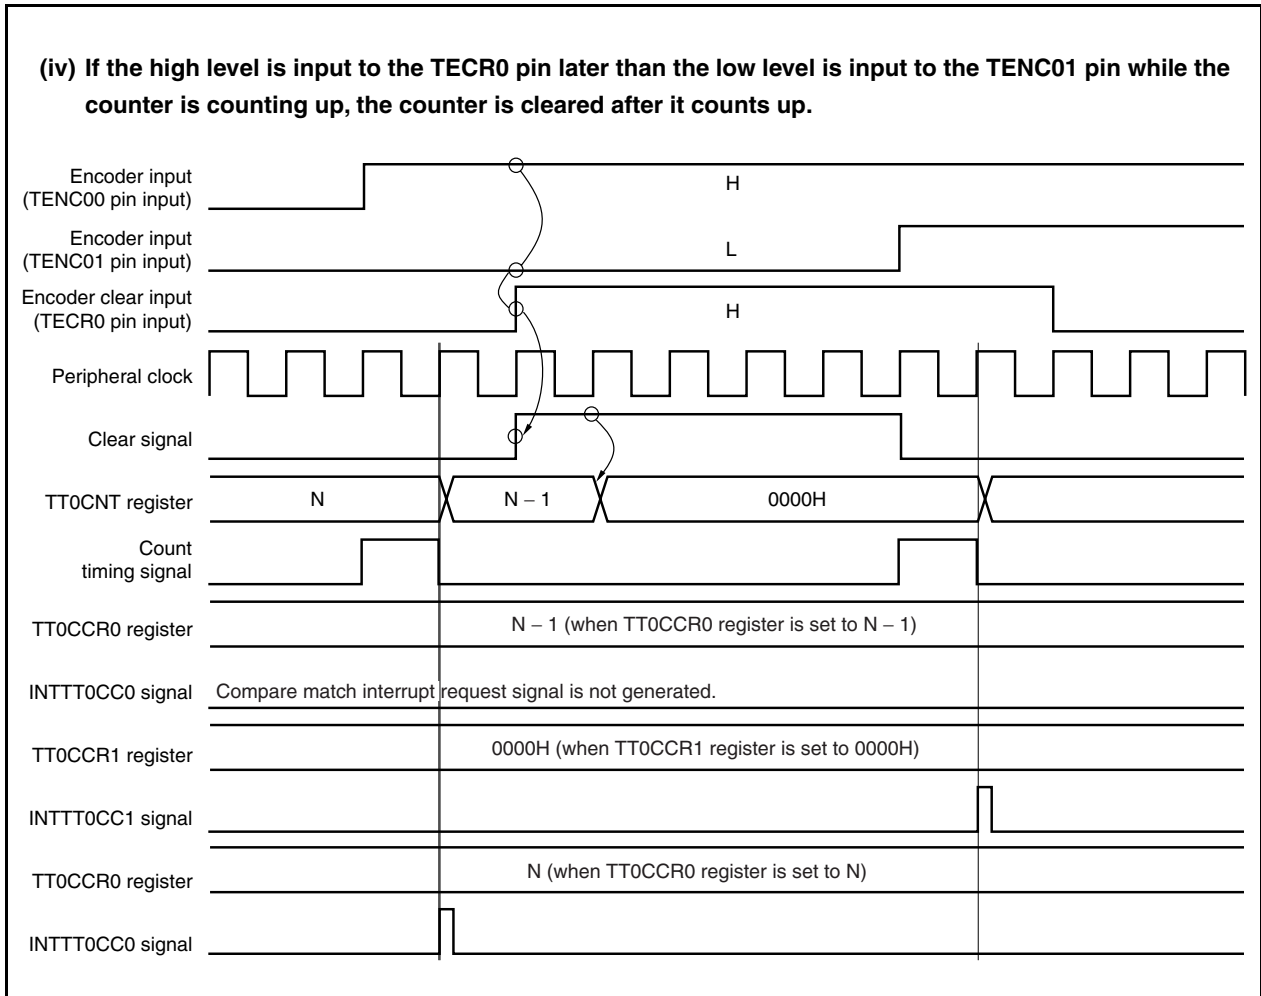 (iv) If the high level is input to the TECR0 pin later than the low level is input to the TENC01 pin while the
counter is counting up, the counter is cleared after it counts up.
Encoder input
(TENC00 pin input)
H
Encoder input
(TENC01 pin input)
L
Encoder clear input
(TECR0 pin input)
H
Peripheral clock
Clear signal
TT0CNT register
N
N − 1
0000H
Count
timing signal
TT0CCR0 register
N − 1 (when TT0CCR0 register is set to N − 1)
INTTT0CC0 signal
Compare match interrupt request signal is not generated.
TT0CCR1 register
0000H (when TT0CCR1 register is set to 0000H)
INTTT0CC1 signal
TT0CCR0 register
N (when TT0CCR0 register is set to N)
INTTT0CC0 signal